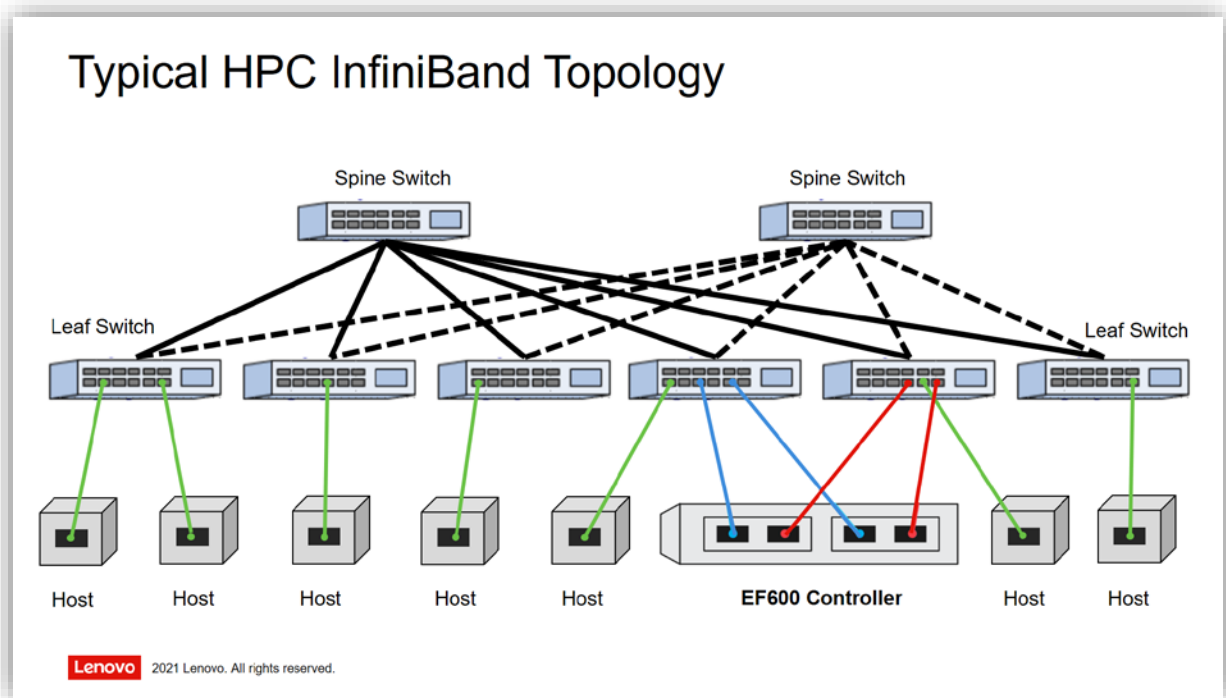 Typical HPC InfiniBand Topology
Spine Switch
Spine Switch
Leaf Switch
Leaf Switch
Host
Host
Host
Host
Host
EF600 Controller
Host
Host
Lenovo
2021 Lenovo. All rights reserved.